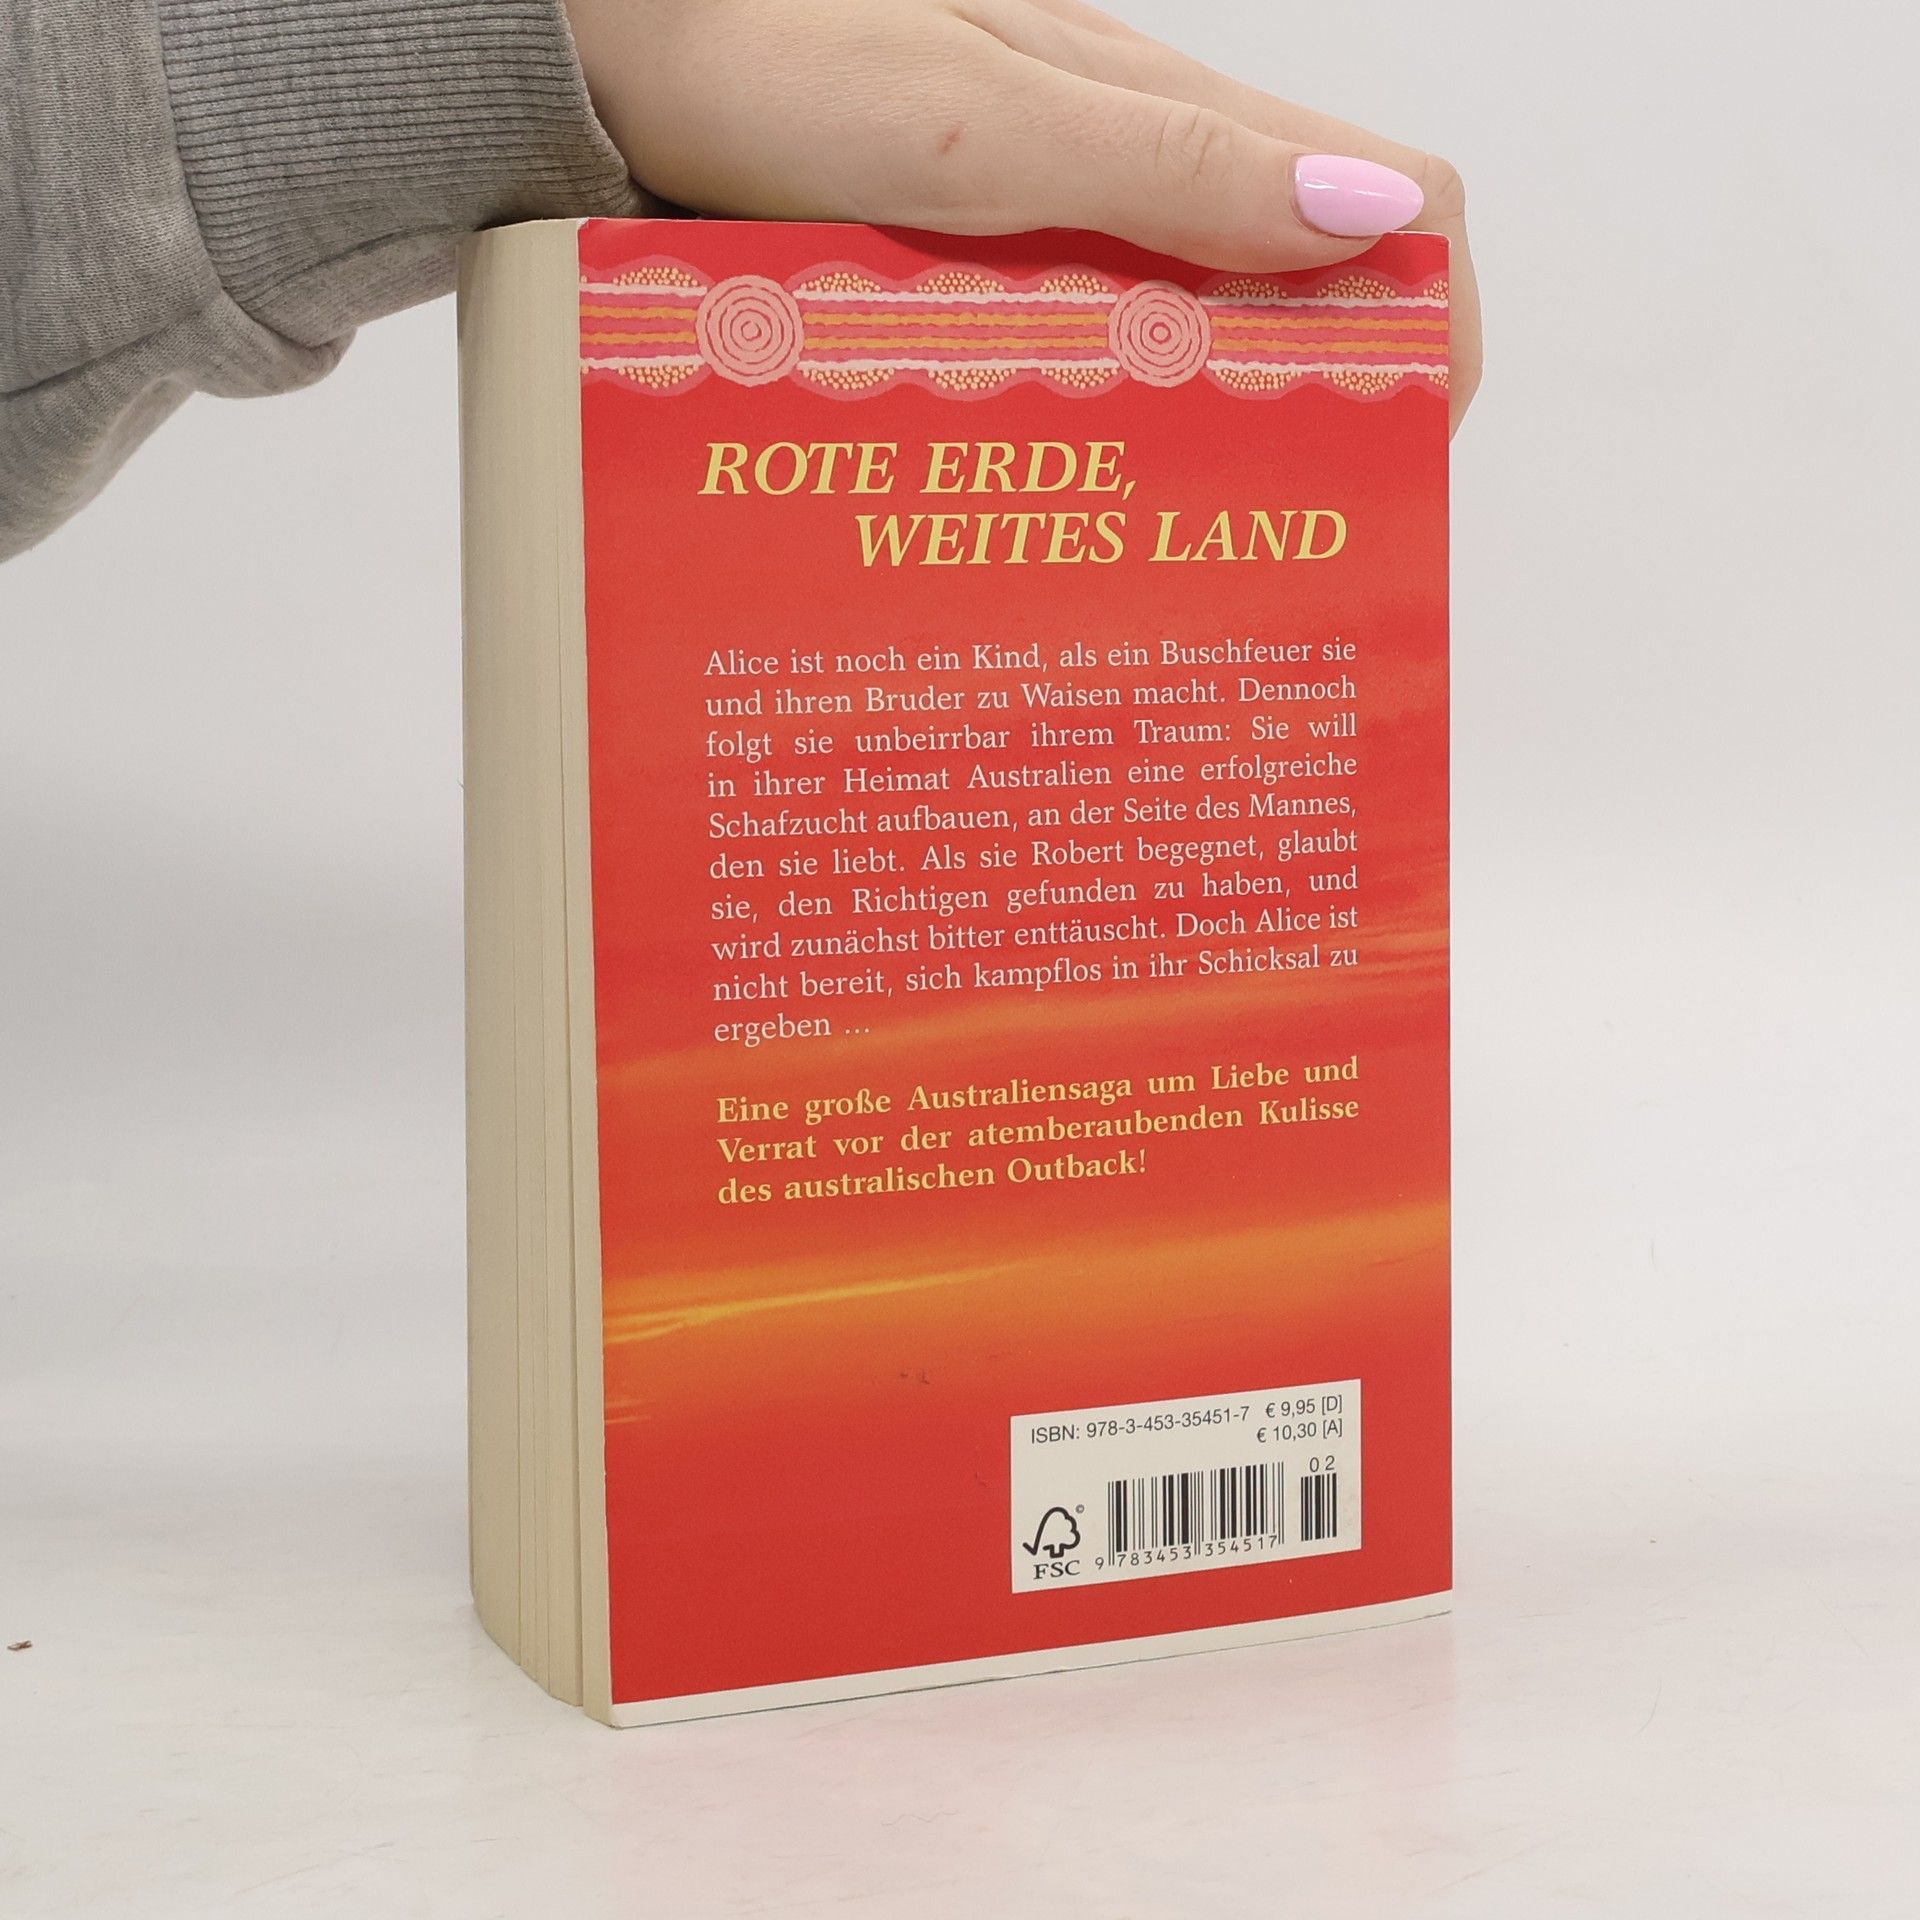 ROTE ERDE,
WEITES LAND
Alice ist noch ein Kind, als ein Buschfeuer sie
und ihren Bruder zu Waisen macht. Dennoch
folgt sie unbeirrbar ihrem Traum: Sie will
in ihrer Heimat Australien eine erfolgreiche
Schafzucht aufbauen, an der Seite des Mannes,
den sie liebt. Als sie Robert begegnet, glaubt
sie, den Richtigen gefunden zu haben, und
wird zunächst bitter enttäuscht. Doch Alice ist
nicht bereit, sich kampflos in ihr Schicksal zu
ergeben ...
Eine große Australiensaga um Liebe und
Verrat vor der atemberaubenden Kulisse
des australischen Outback!
ISBN: 978-3-453-35451-7 € 9,95 [D]
€ 10,30 [A]
02
©
FSC
9 783453 354517